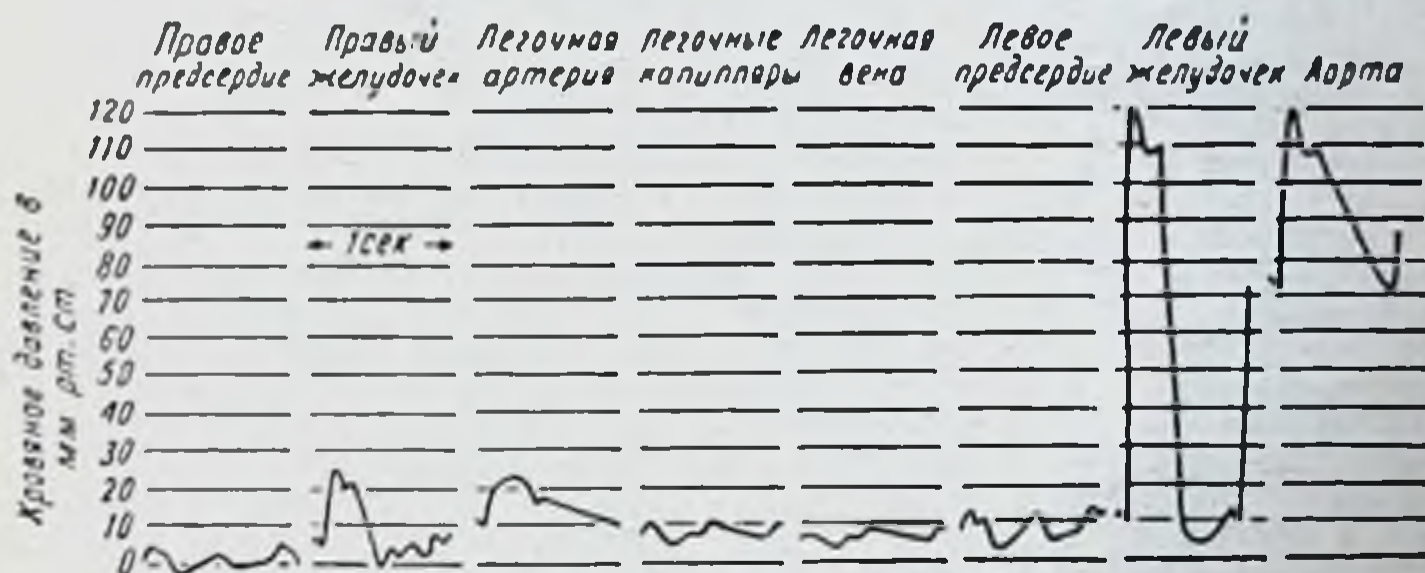 Правое предсердие
Правый желудочек
Легочная артерия
легочные капилляры
Легочная вена
Левое предсердие
Левый желудочек
Аорта
Кровяное давление в
мм рт. ст
120
110
100
90
← 1сек →
80
70
60
50
40
30
20
10
0